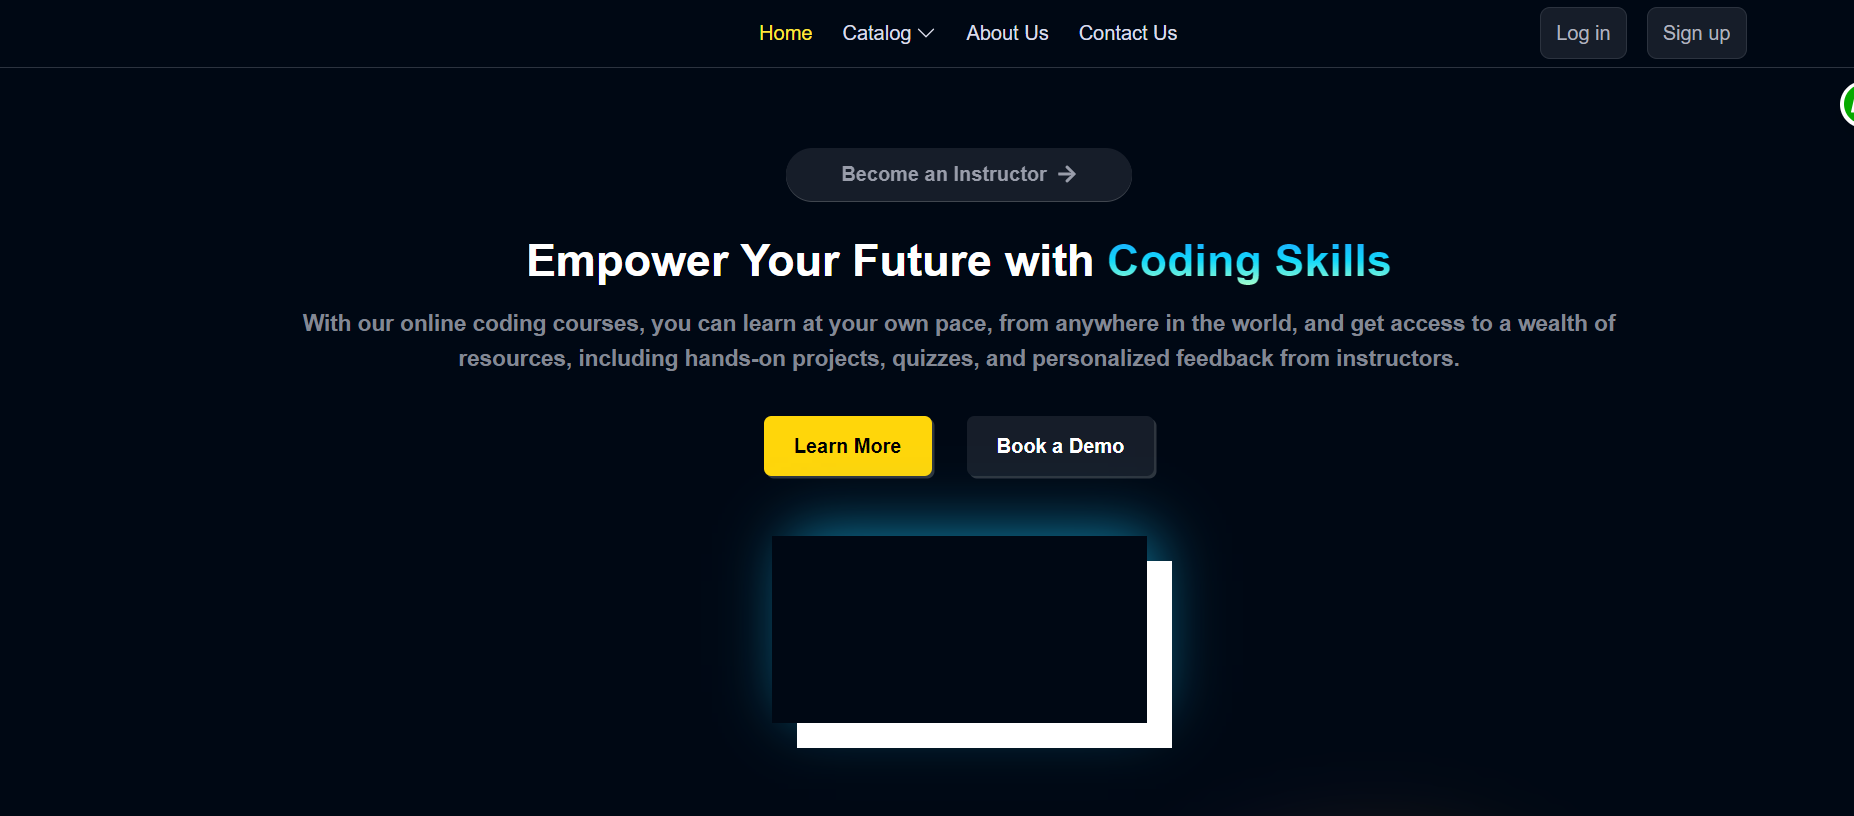 Home Catalog About Us Contact Us Log in Sign up
Become an Instructor
Empower Your Future with Coding Skills
With our online coding courses, you can learn at your own pace, from anywhere in the world, and get access to a wealth of
resources, including hands-on projects, quizzes, and personalized feedback from instructors.
Learn More Book a Demo